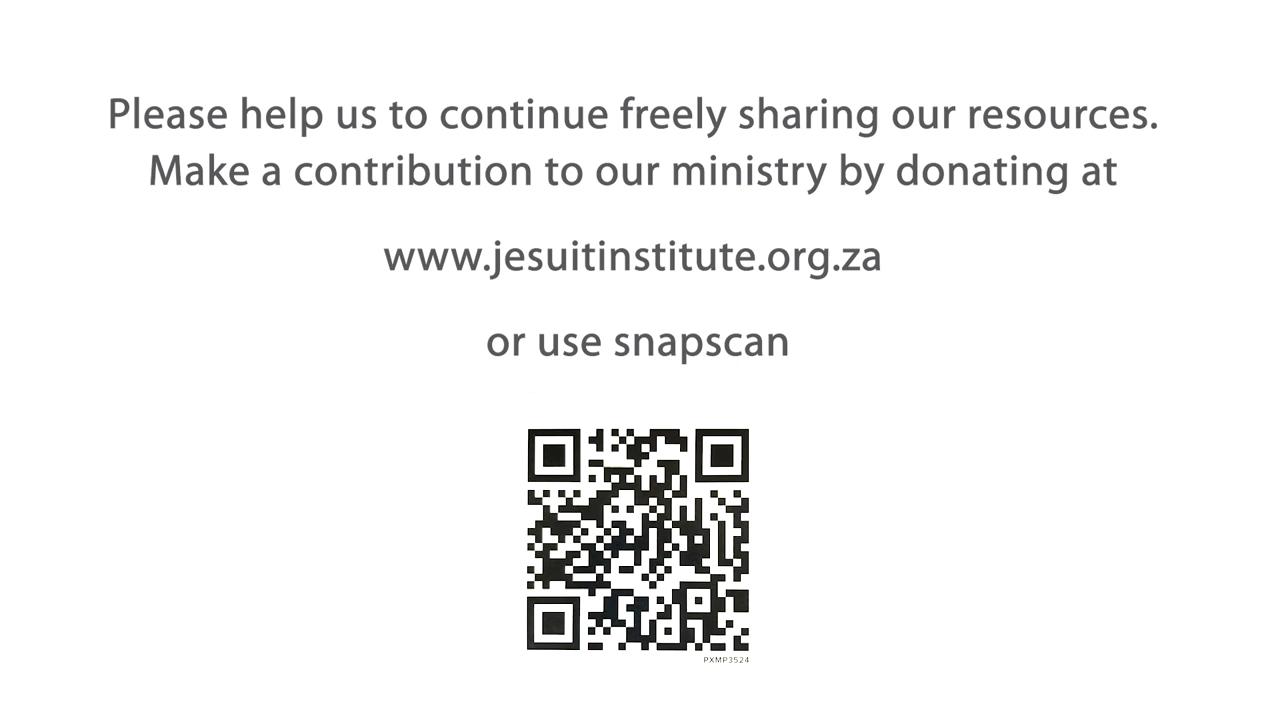 Please help us to continue freely sharing our resources.
Make a contribution to our ministry by donating at
www.jesuitinstitute.org.za
or use snapscan
PXMP3524